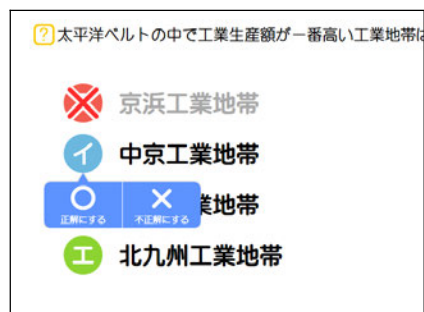 ? 太平洋ベルトの中で工業生産額が一番高い工業地帯は
京浜工業地帯
イ 中京工業地帯
正解にする 不正解にする 業地帯
エ 北九州工業地帯